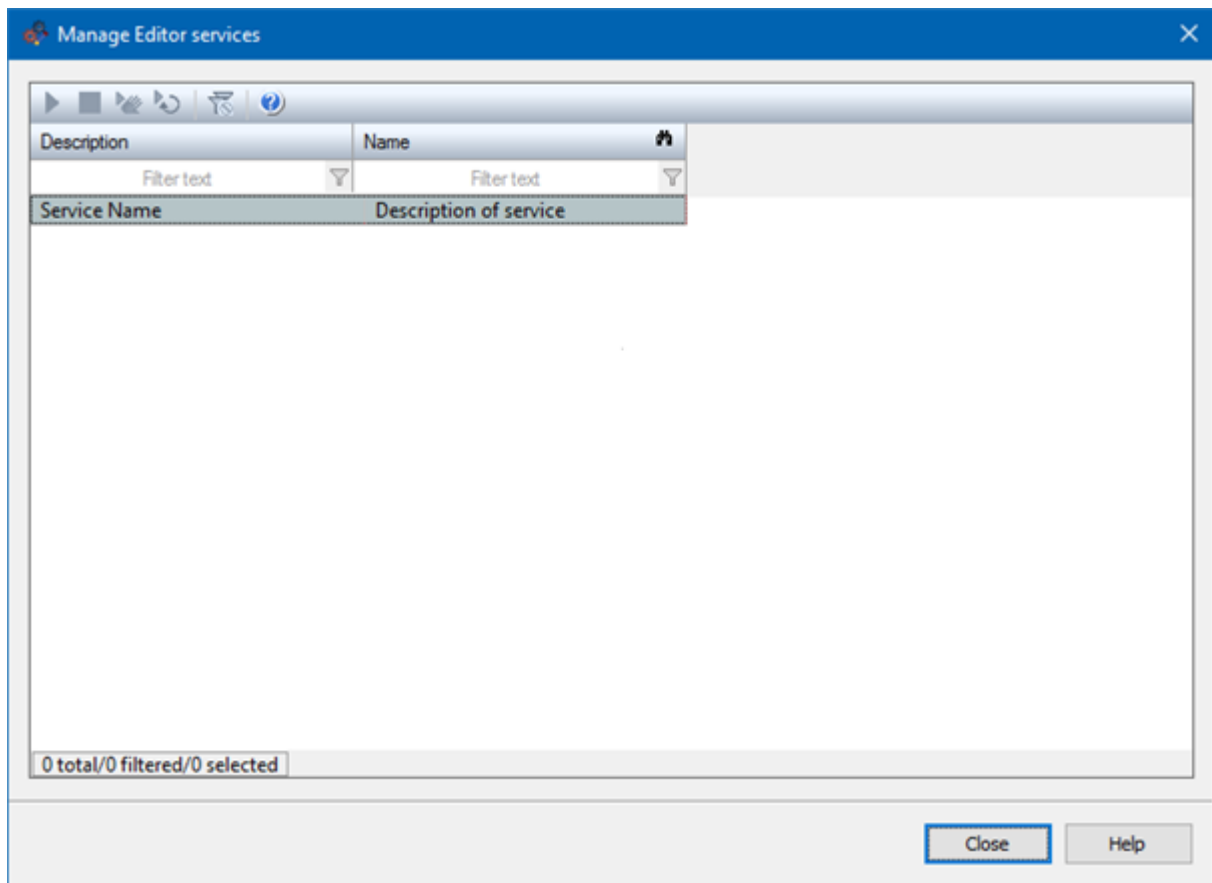 Manage Editor services
Description Name
Filter text Filter text
Service Name Description of service
0 total/0 filtered/0 selected
Close Help